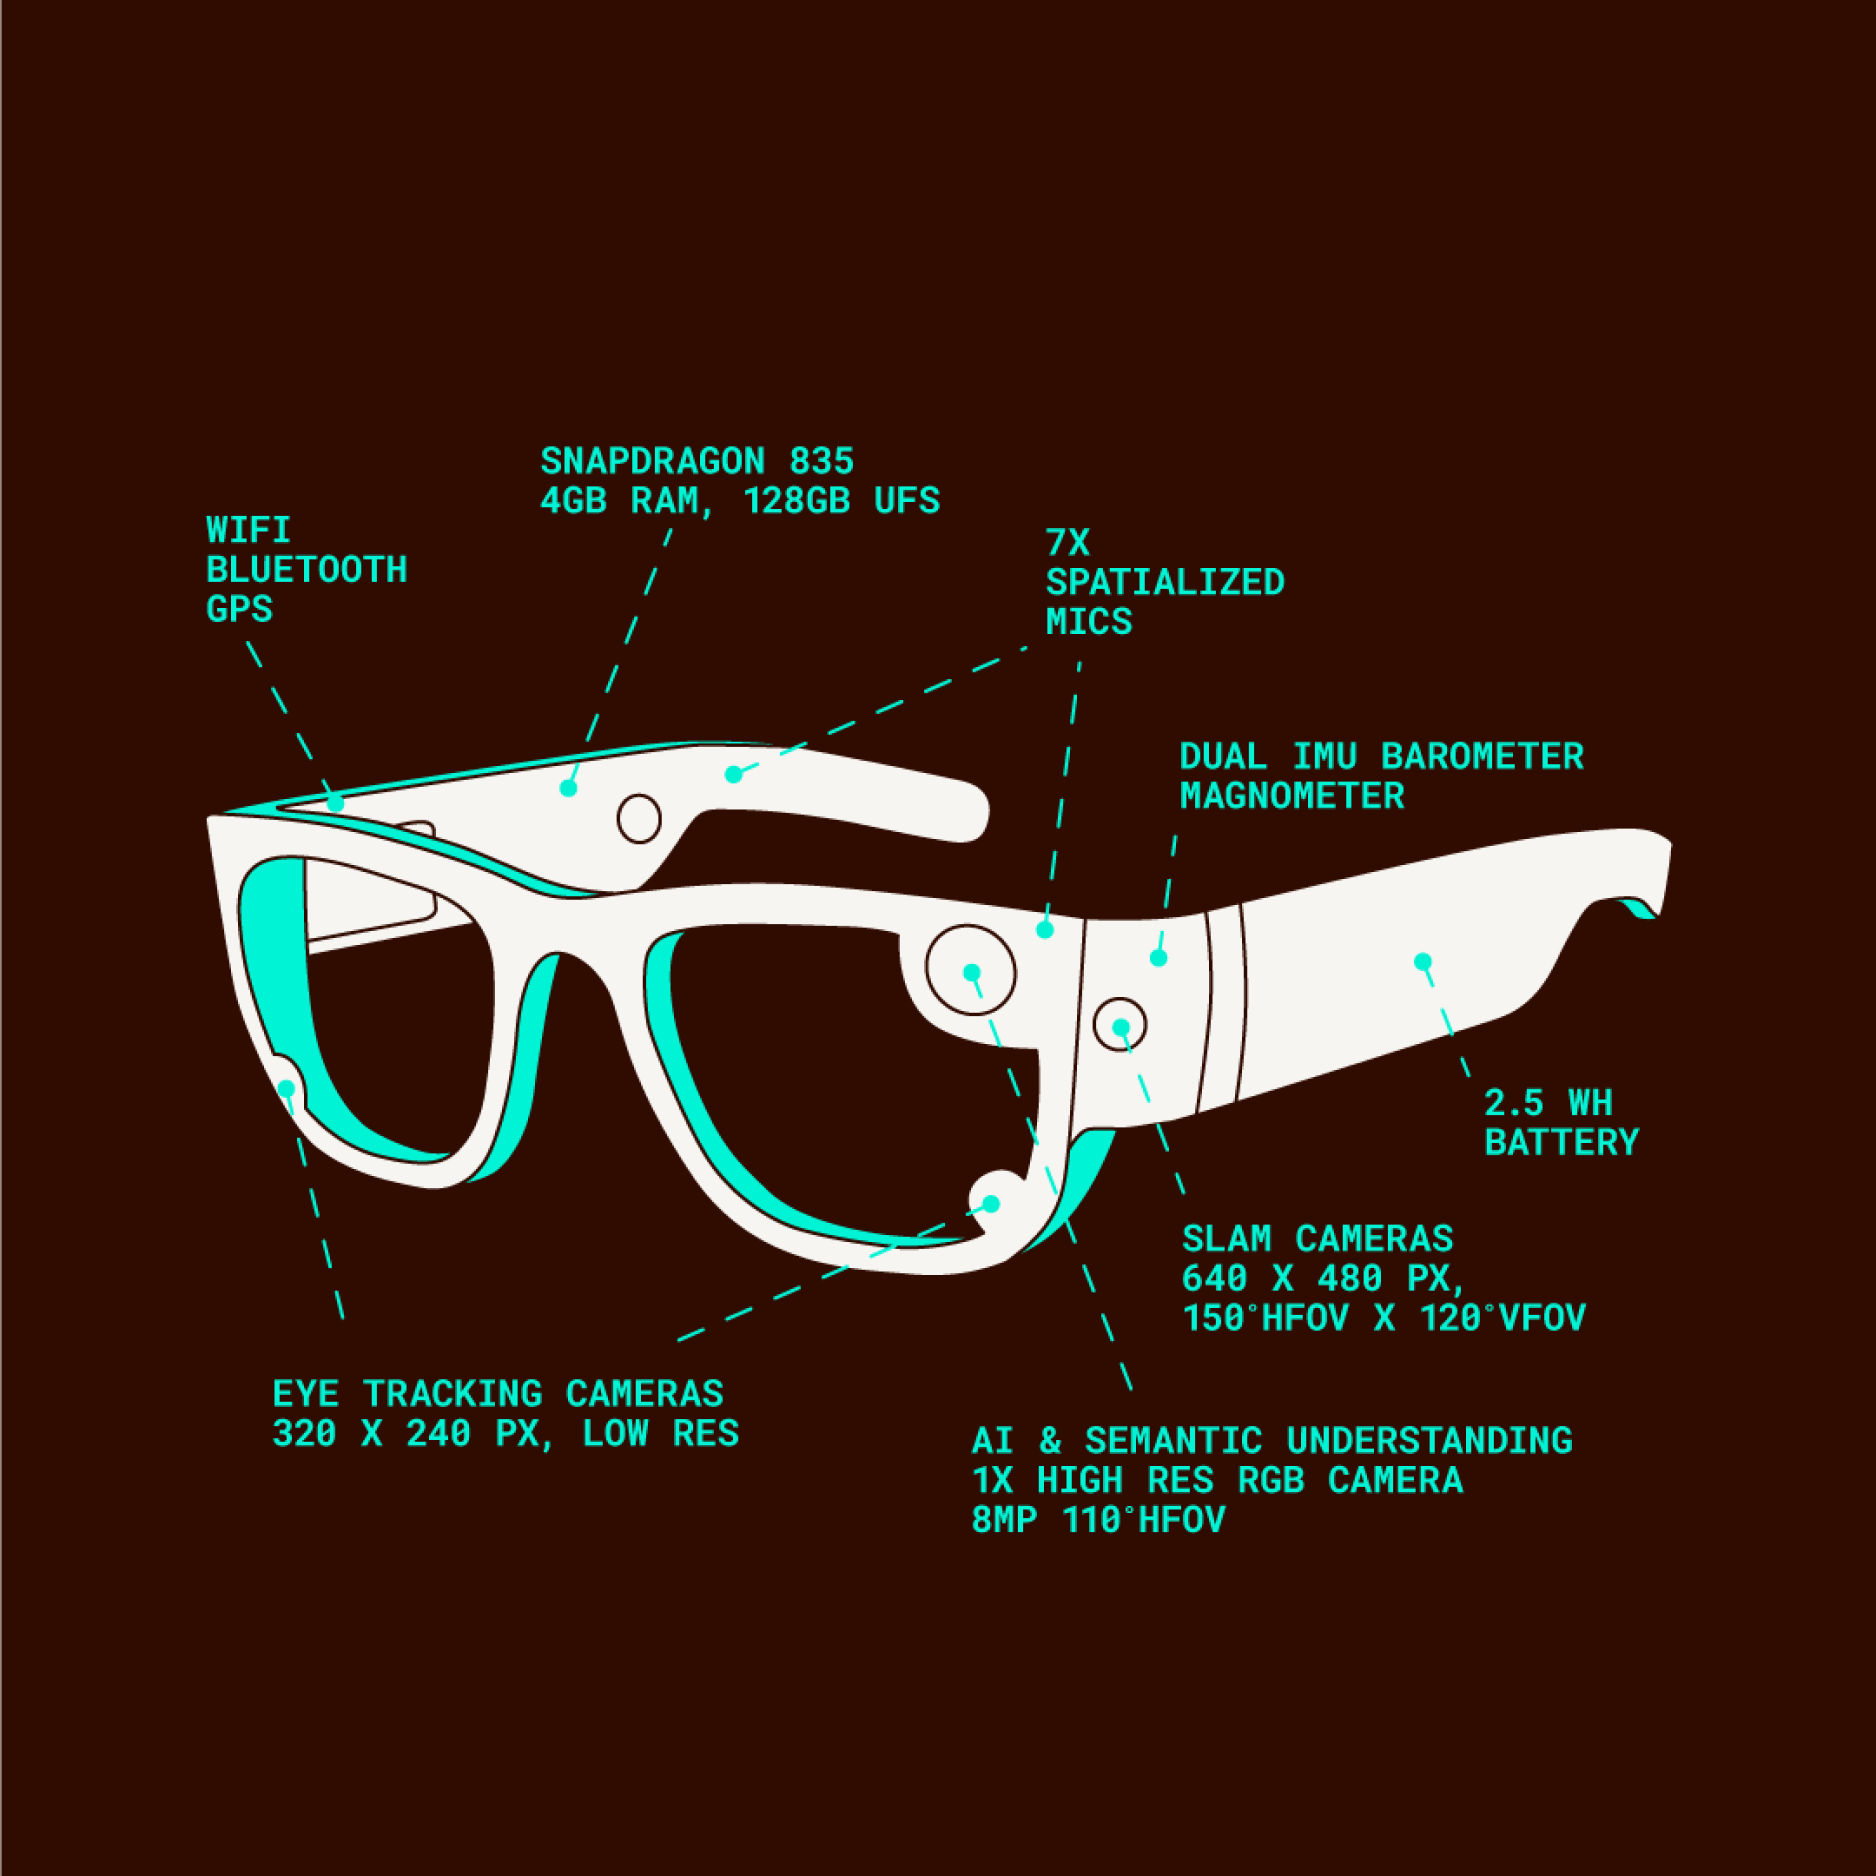 SNAPDRAGON 835
4GB RAM, 128GB UFS
WIFI
BLUETOOTH
GPS
7X
SPATIALIZED
MICS
DUAL IMU BAROMETER
MAGNOMETER
2.5 WH
BATTERY
SLAM CAMERAS
640 X 480 PX,
150°HFOV X 120°VFOV
EYE TRACKING CAMERAS
320 X 240 PX, LOW RES
AI & SEMANTIC UNDERSTANDING
1X HIGH RES RGB CAMERA
8MP 110°HFOV